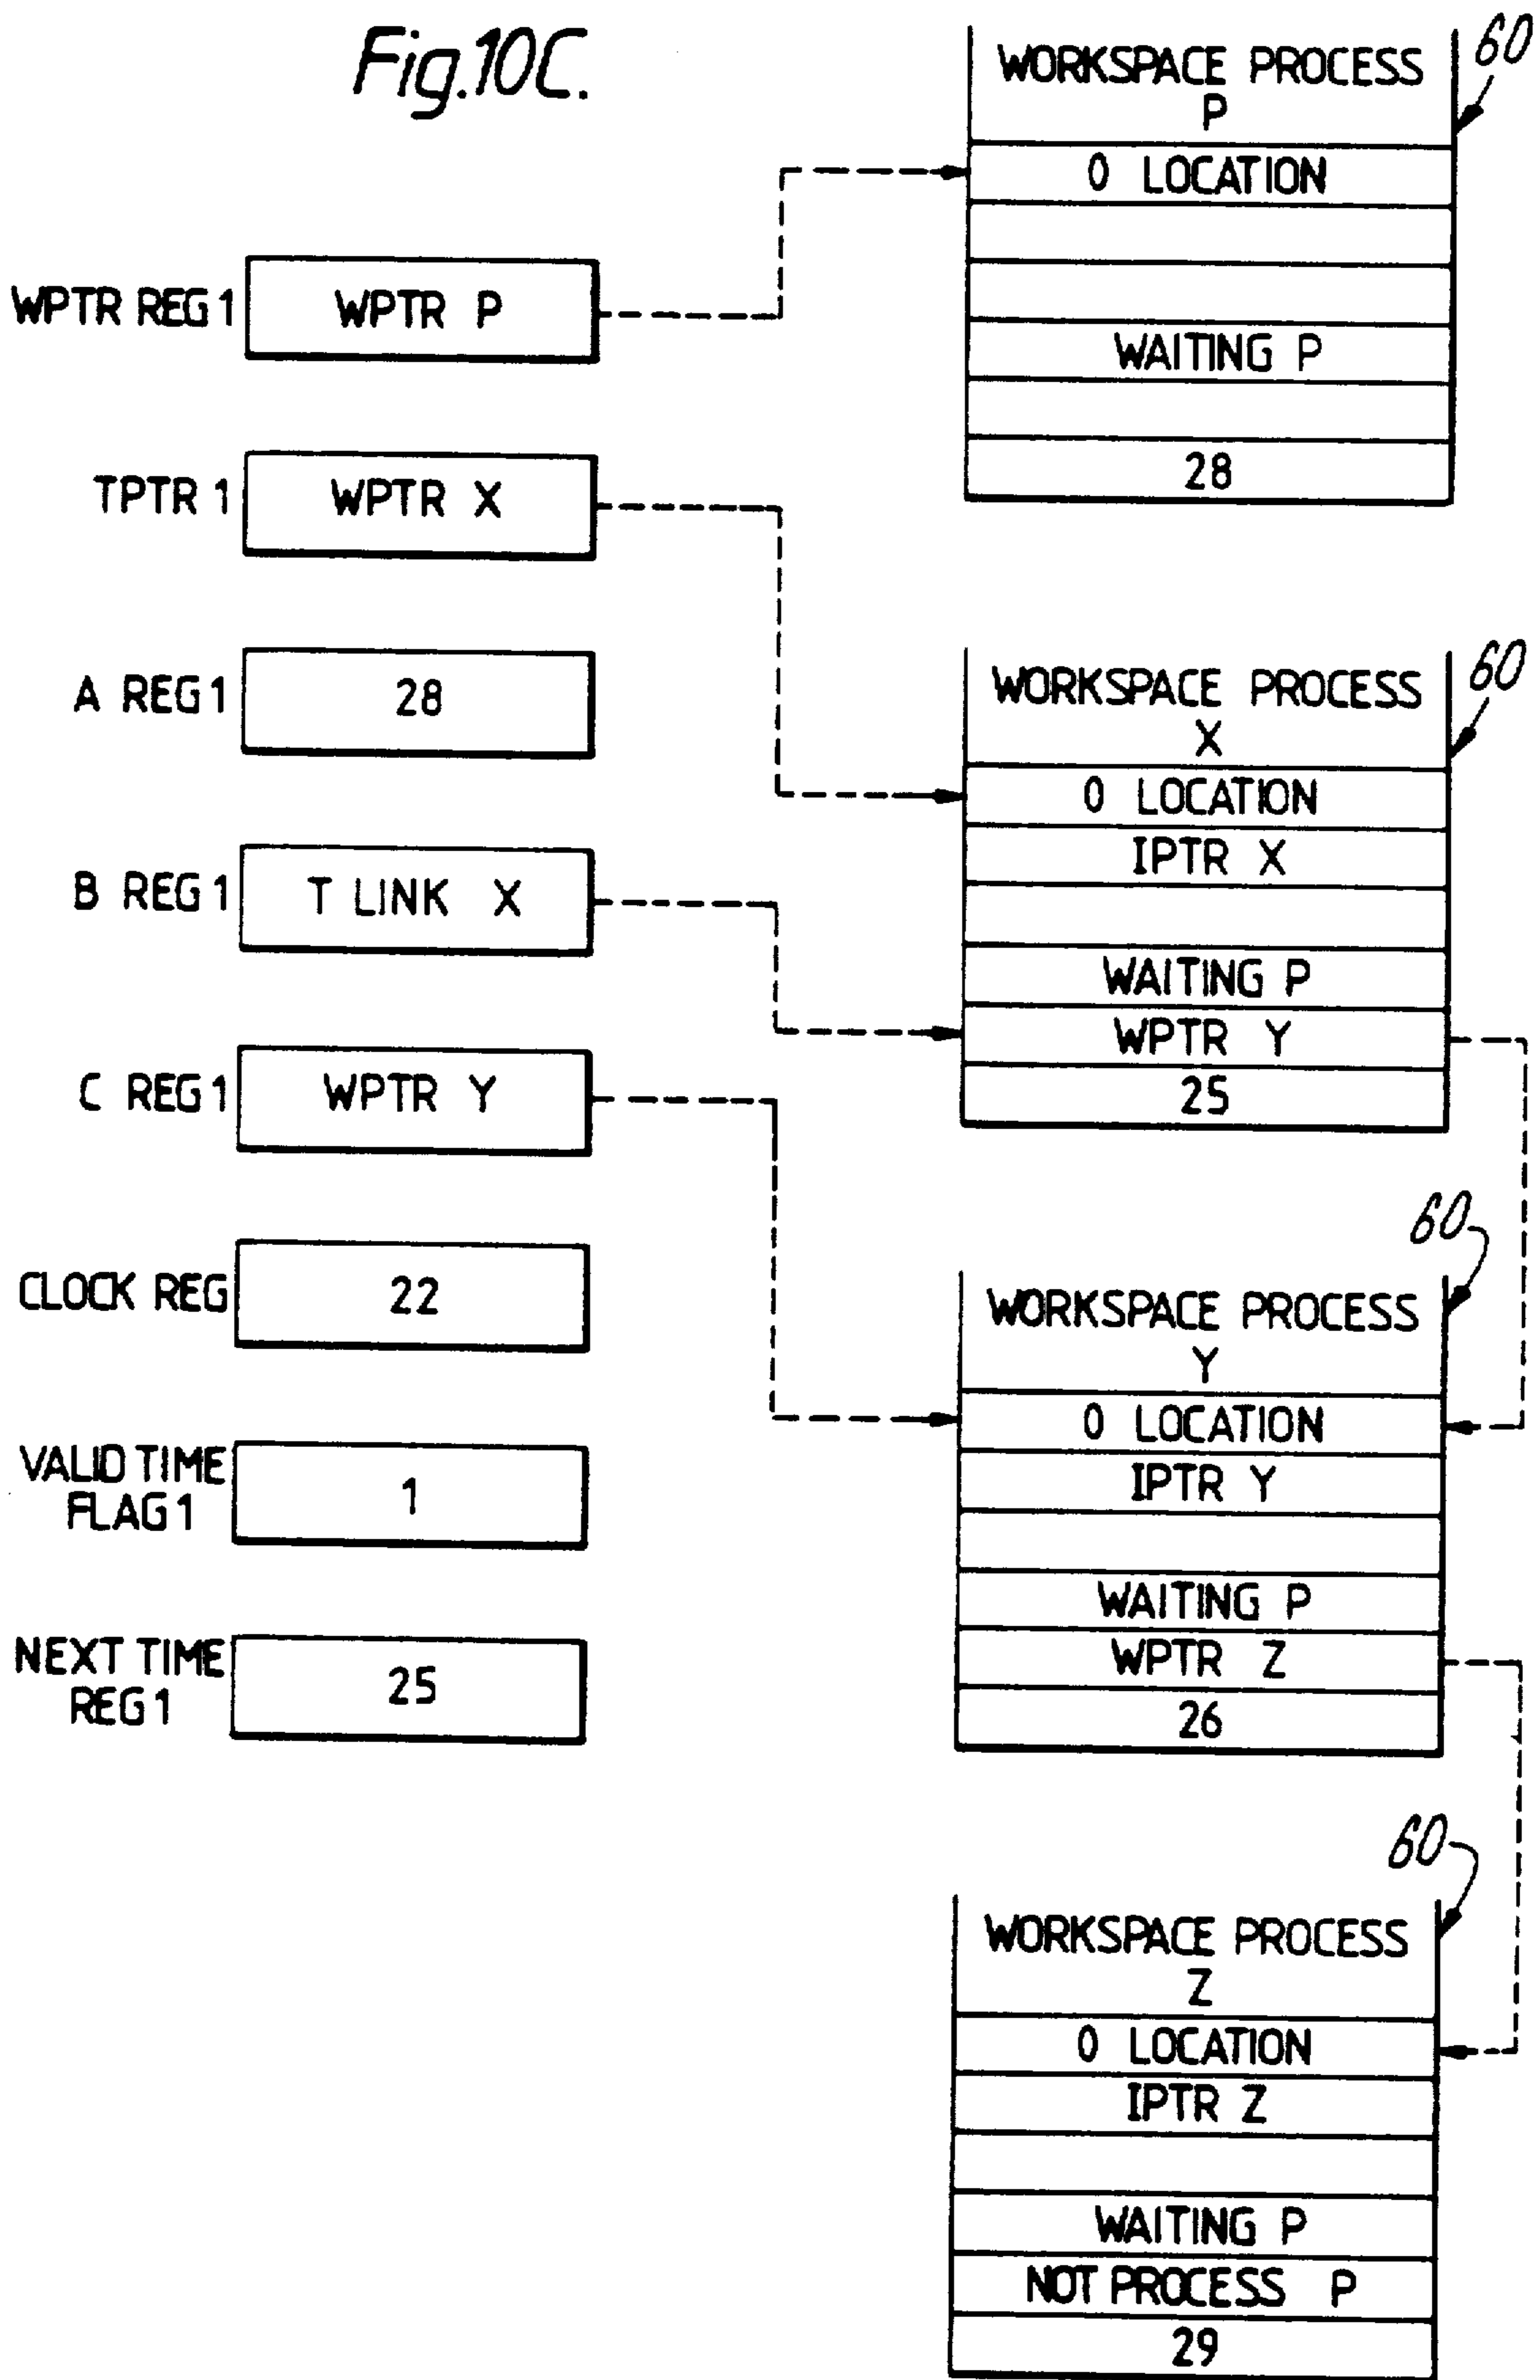 Fig.10C.
WPTR REG 1
WPTR P
TPTR 1
WPTR X
A REG 1
28
B REG 1
T LINK X
C REG 1
WPTR Y
CLOCK REG
22
VALID TIME
FLAG 1
1
NEXT TIME
REG 1
25
60
WORKSPACE PROCESS
P
0 LOCATION
WAITING P
28
60
WORKSPACE PROCESS
X
0 LOCATION
IPTR X
WAITING P
WPTR Y
25
60
WORKSPACE PROCESS
Y
0 LOCATION
IPTR Y
WAITING P
WPTR Z
26
60
WORKSPACE PROCESS
Z
0 LOCATION
IPTR Z
WAITING P
NOT PROCESS P
29